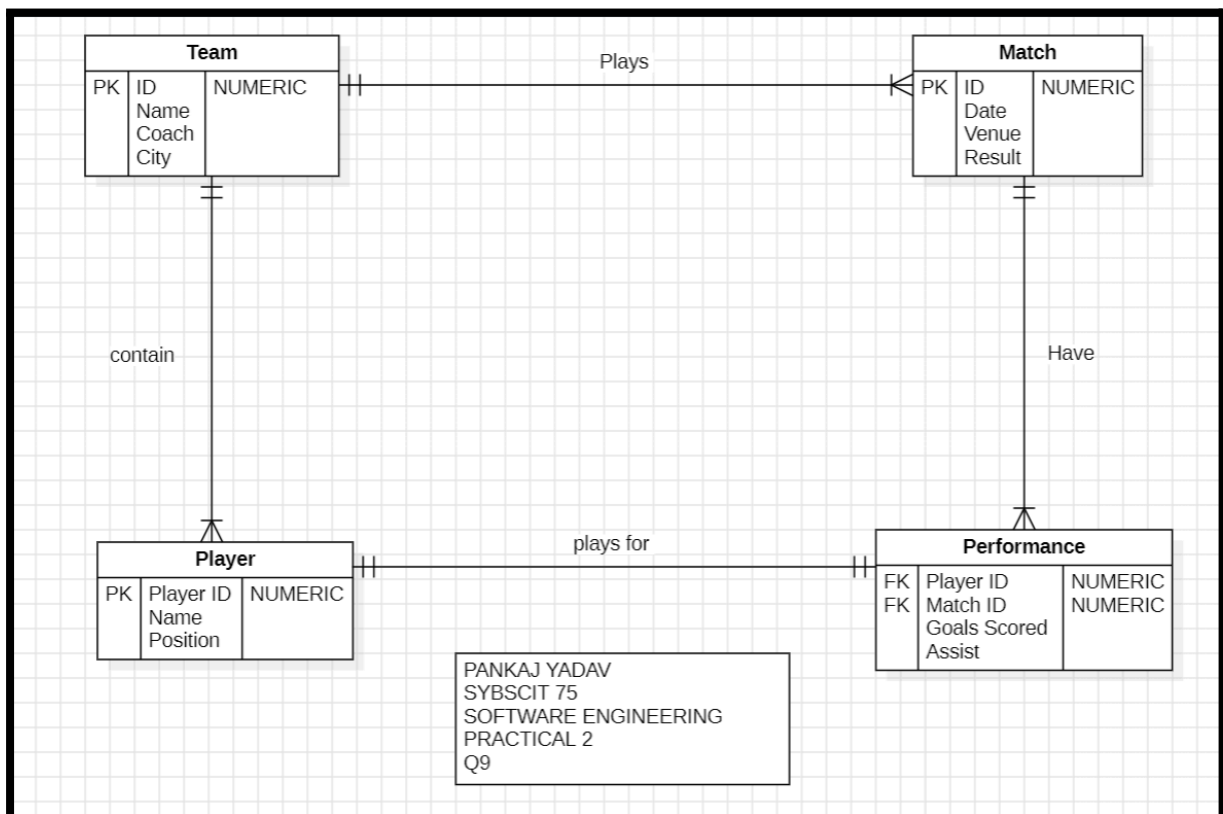 Team
PK ID NUMERIC
Name
Coach
City
Plays
Match
PK ID NUMERIC
Date
Venue
Result
contain
Have
Player
PK Player ID NUMERIC
Name
Position
plays for
Performance
FK Player ID NUMERIC
FK Match ID NUMERIC
Goals Scored
Assist
PANKAJ YADAV
SYBSCIT 75
SOFTWARE ENGINEERING
PRACTICAL 2
Q9